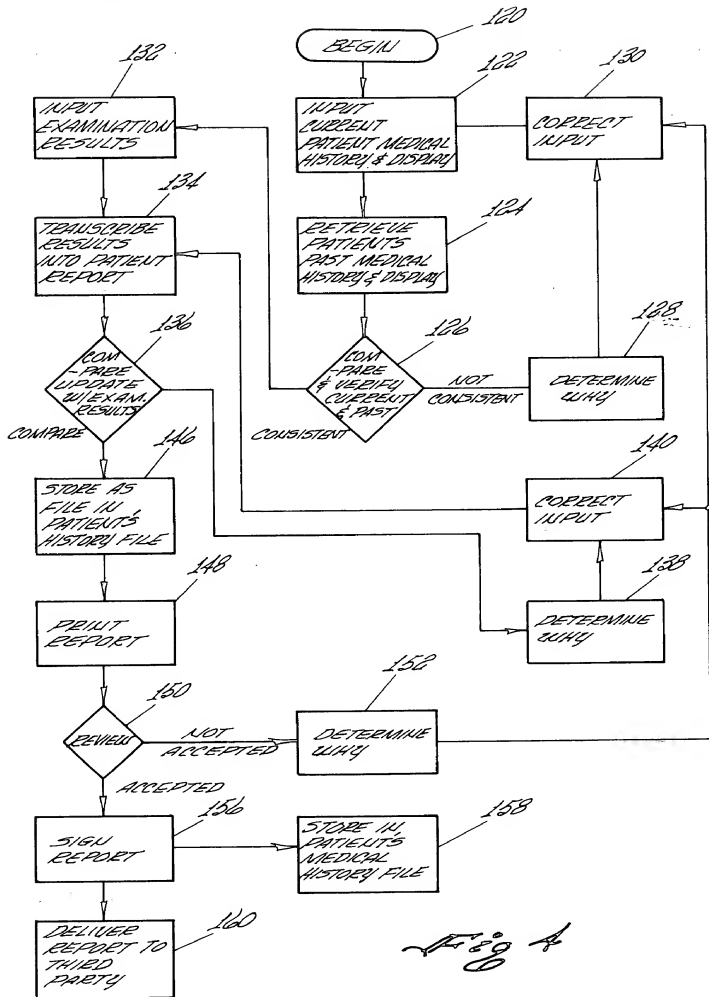 120
BEGIN
132
INPUT
EXAMINATION
RESULTS
122
INPUT
CURRENT
PATIENT MEDICAL
HISTORY & DISPLAY
130
CORRECT
INPUT
134
TRANSCRIBE
RESULTS
INTO PATIENT
REPORT
124
RETRIEVE
PATIENTS
PAST MEDICAL
HISTORY & DISPLAY
136
COM
-PARE
UPDATE
W/EXAM.
RESULTS
COMPARE
126
COM
-PARE
& VERIFY
CURRENT
& PAST
CONSISTENT
NOT
CONSISTENT
128
DETERMINE
WHY
146
STORE AS
FILE IN
PATIENT'S
HISTORY FILE
140
CORRECT
INPUT
148
PRINT
REPORT
138
DETERMINE
WHY
150
REVIEW
NOT
ACCEPTED
ACCEPTED
152
DETERMINE
WHY
156
SIGN
REPORT
158
STORE IN
PATIENT'S
MEDICAL
HISTORY FILE
160
DELIVER
REPORT TO
THIRD
PARTY
Fig 4